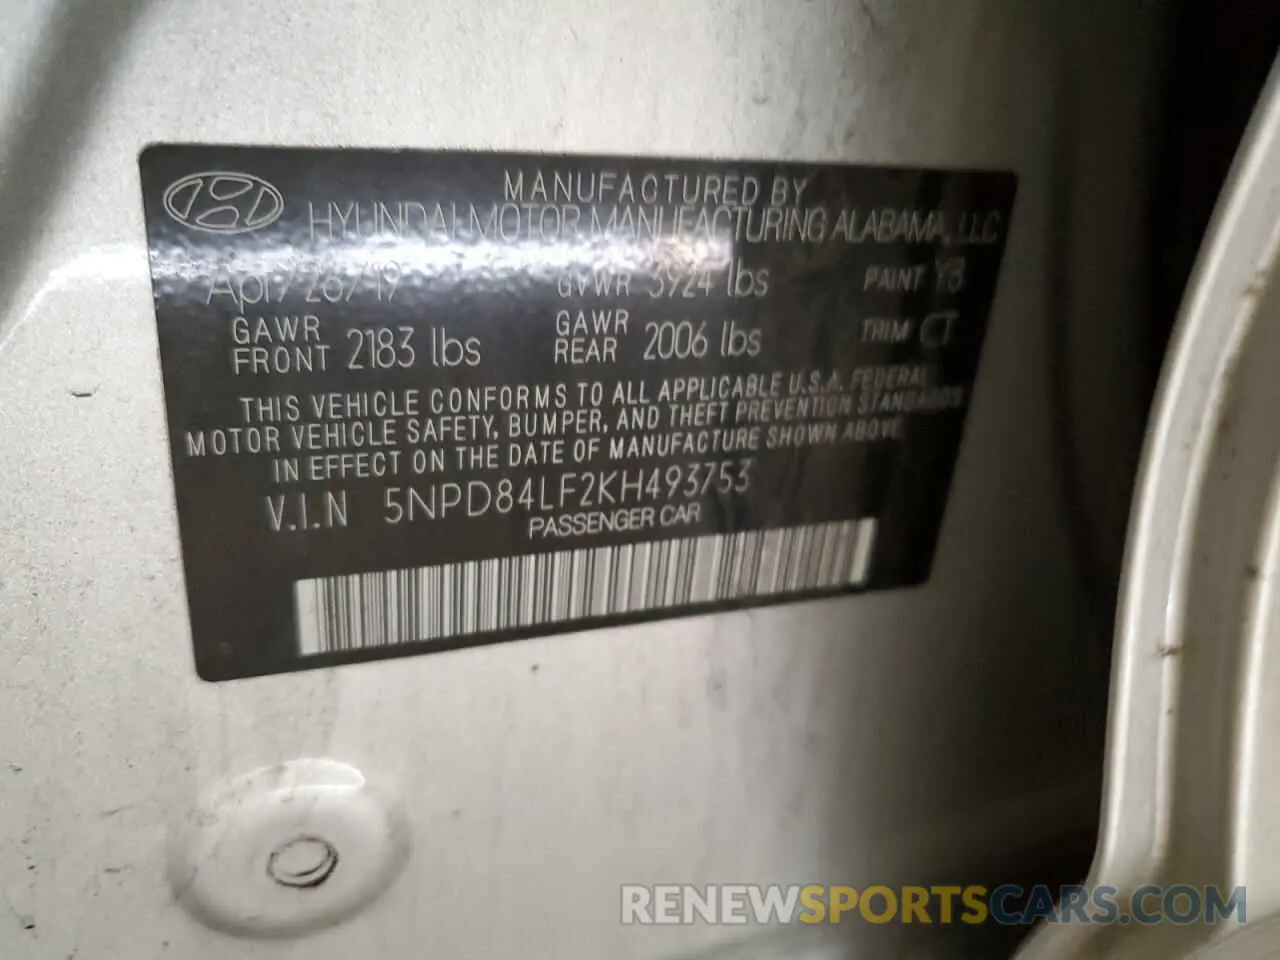 MANUFACTURED BY
HYUNDAI MOTOR MANUFACTURING ALABAMA, LLC
Apr/26/19 GVWR 3924 lbs PAINT YB
GAWR FRONT 2183 lbs GAWR REAR 2006 lbs TRIM CT
THIS VEHICLE CONFORMS TO ALL APPLICABLE U.S.A. FEDERAL
MOTOR VEHICLE SAFETY, BUMPER, AND THEFT PREVENTION STANDARDS
IN EFFECT ON THE DATE OF MANUFACTURE SHOWN ABOVE
V.I.N 5NPD84LF2KH493753
PASSENGER CAR
RENEWSPORTSCARS.COM